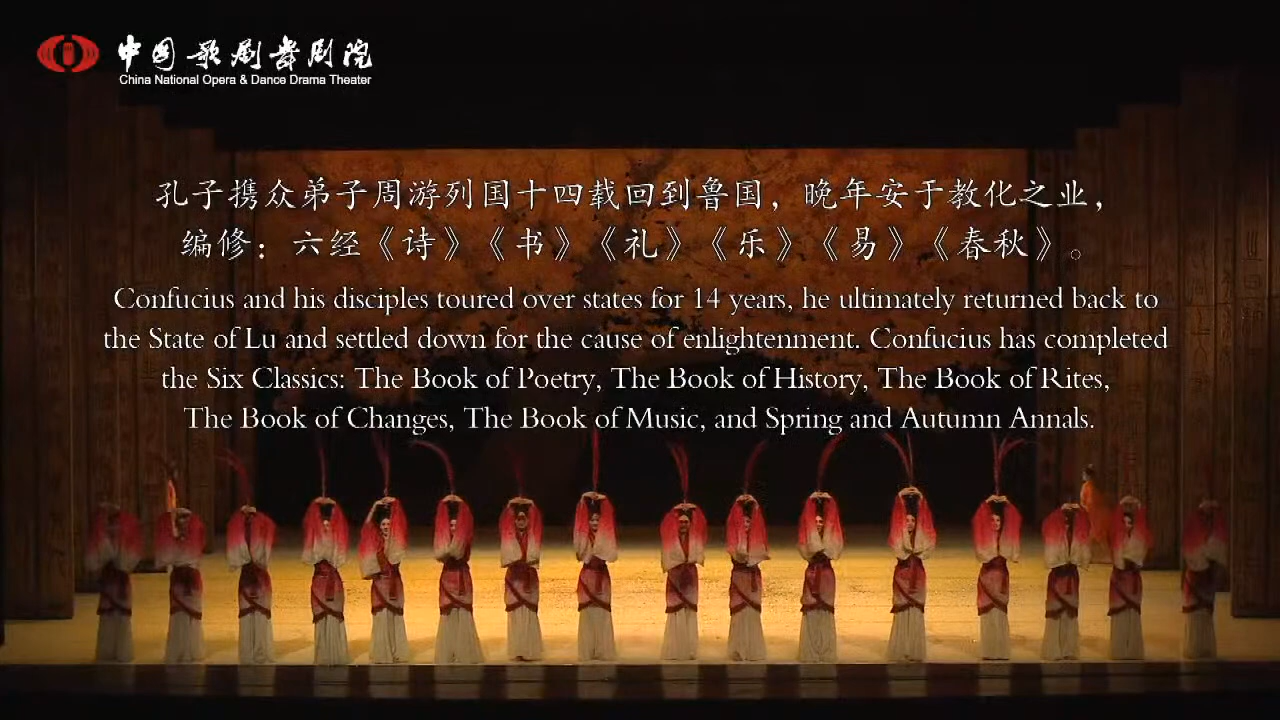 中国歌剧舞剧院
China National Opera & Dance Drama Theater
孔子携众弟子周游列国十四载回到鲁国，晚年安于教化之业，
编修：六经《诗》《书》《礼》《乐》《易》《春秋》。
Confucius and his disciples toured over states for 14 years, he ultimately returned back to
the State of Lu and settled down for the cause of enlightenment. Confucius has completed
the Six Classics: The Book of Poetry, The Book of History, The Book of Rites,
The Book of Changes, The Book of Music, and Spring and Autumn Annals.